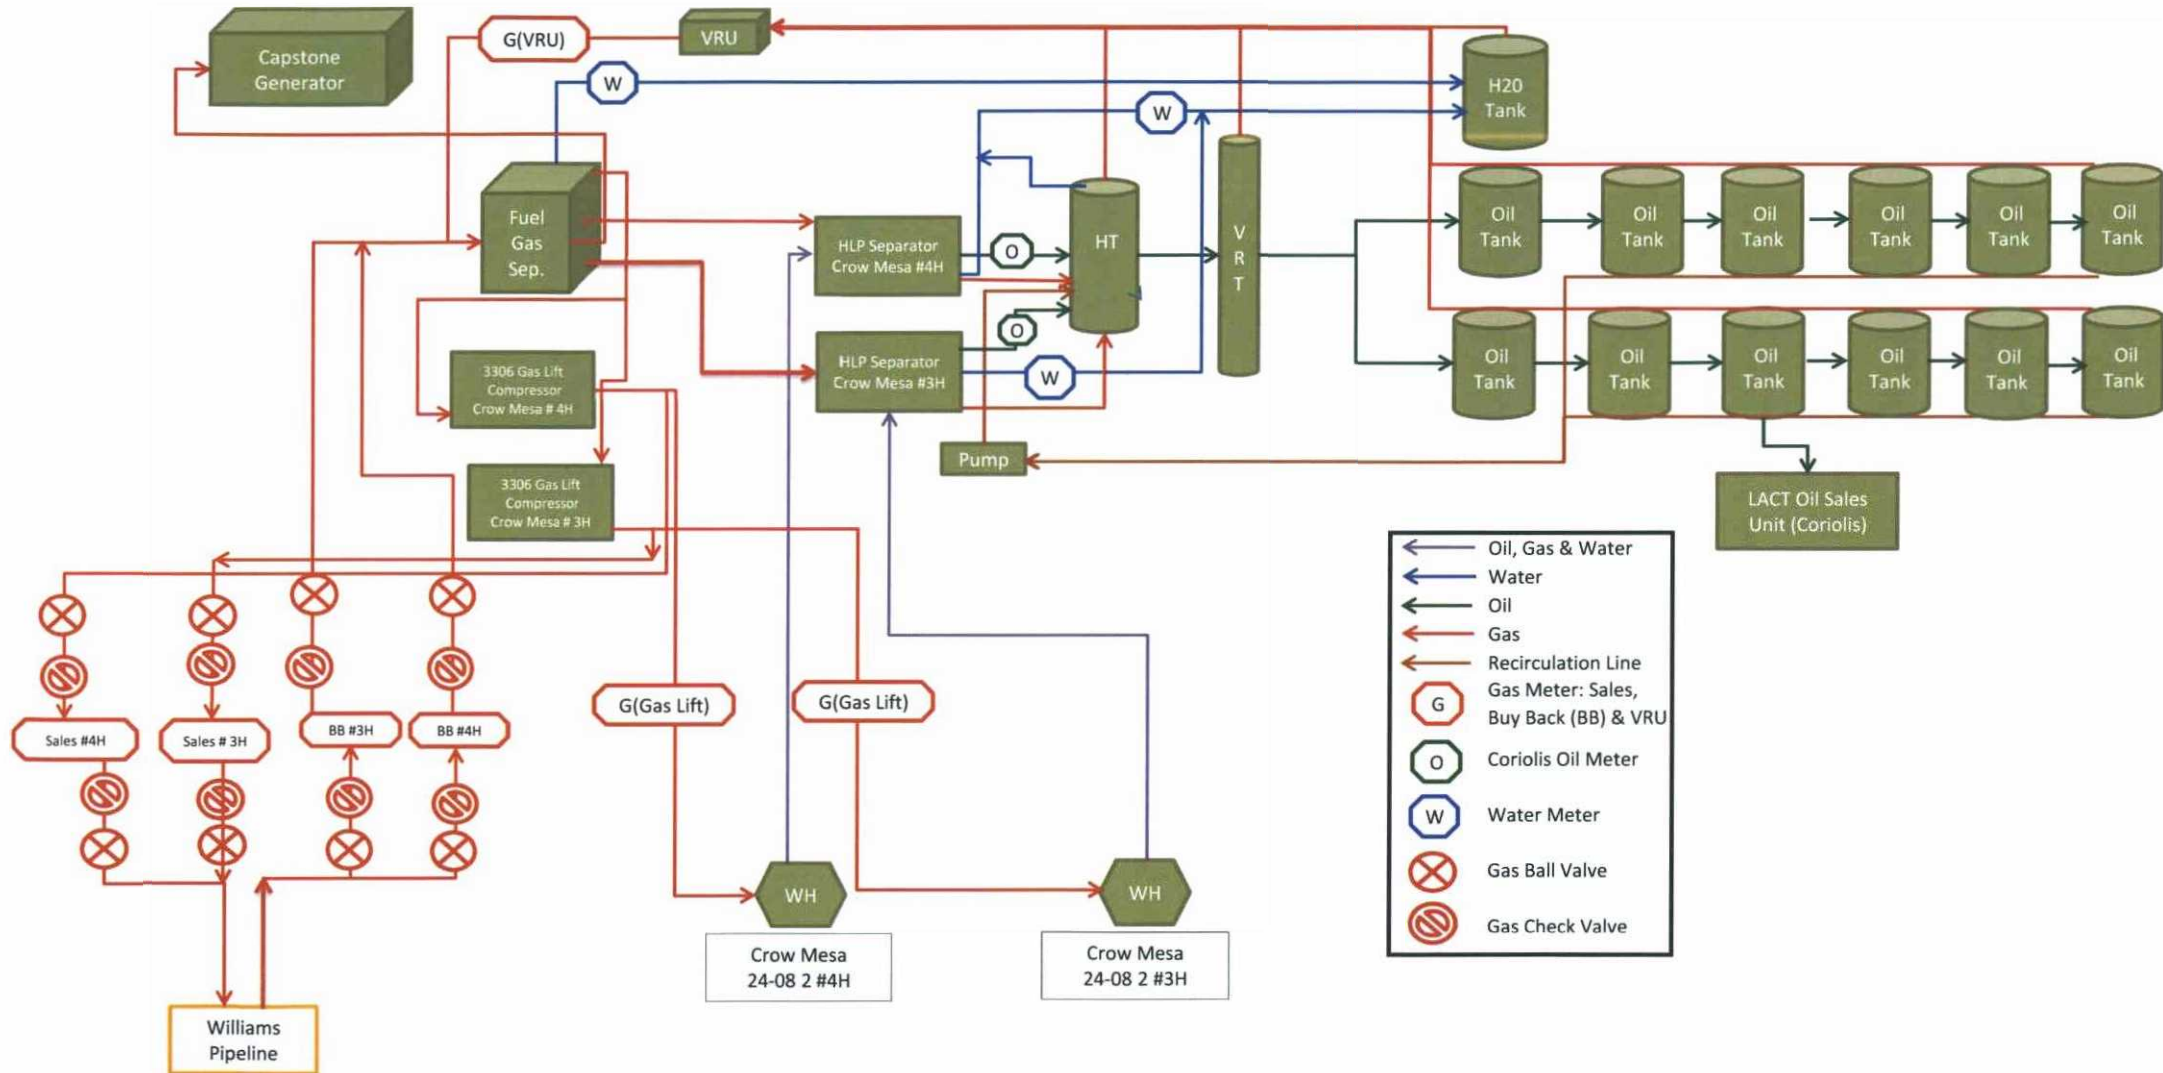 Capstone
Generator
G(VRU)
VRU
W
H20
Tank
W
Fuel
Gas
Sep.
HLP Separator
Crow Mesa #4H
O
HT
V
R
T
Oil
Tank
Oil
Tank
Oil
Tank
Oil
Tank
Oil
Tank
Oil
Tank
HLP Separator
Crow Mesa #3H
O
W
Oil
Tank
Oil
Tank
Oil
Tank
Oil
Tank
Oil
Tank
Oil
Tank
3306 Gas Lift
Compressor
Crow Mesa # 4H
Pump
3306 Gas Lift
Compressor
Crow Mesa # 3H
LACT Oil Sales
Unit (Coriolis)
Sales #4H
Sales # 3H
BB #3H
BB #4H
G(Gas Lift)
G(Gas Lift)
WH
WH
Crow Mesa
24-08 2 #4H
Crow Mesa
24-08 2 #3H
Williams
Pipeline
Oil, Gas & Water
Water
Oil
Gas
Recirculation Line
G
Gas Meter: Sales,
Buy Back (BB) & VRU
O
Coriolis Oil Meter
W
Water Meter
Gas Ball Valve
Gas Check Valve